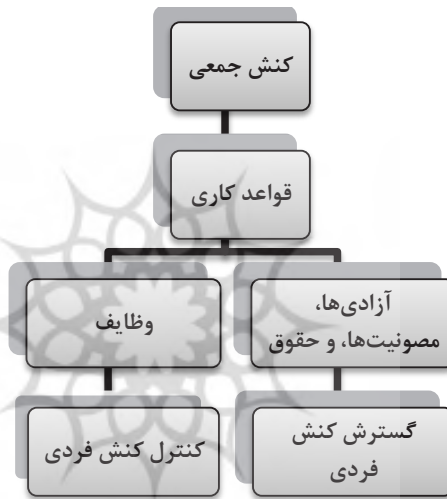 کنش جمعی
قواعد کاری
آزادی‌ها،
مصونیت‌ها، و حقوق
وظایف
گسترش کنش
فردی
کنترل کنش فردی